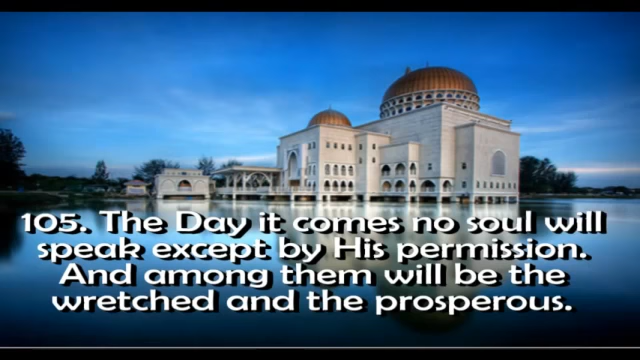 105. The Day it comes no soul will
speak except by His permission.
And among them will be the
wretched and the prosperous.